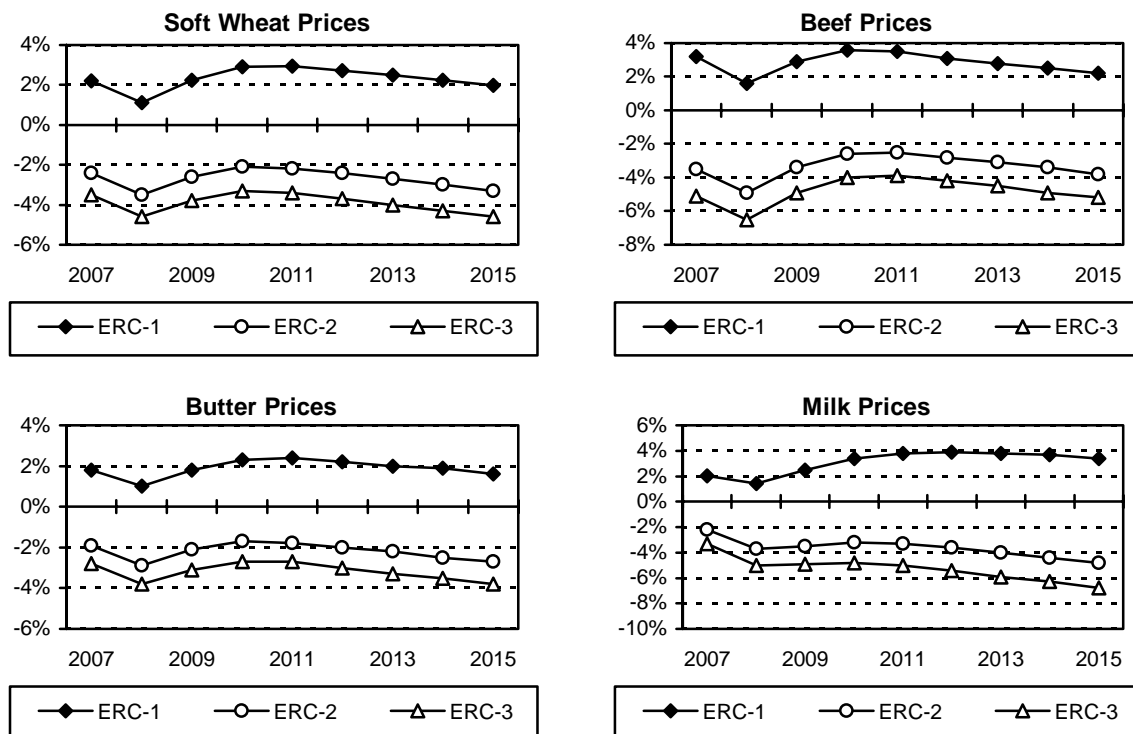 Soft Wheat Prices
4%
2%
0%
-2%
-4%
-6%
2007 2009 2011 2013 2015
ERC-1 ERC-2 ERC-3
Beef Prices
4%
2%
0%
-2%
-4%
-6%
-8%
2007 2009 2011 2013 2015
ERC-1 ERC-2 ERC-3
Butter Prices
4%
2%
0%
-2%
-4%
-6%
2007 2009 2011 2013 2015
ERC-1 ERC-2 ERC-3
Milk Prices
6%
4%
2%
0%
-2%
-4%
-6%
-8%
-10%
2007 2009 2011 2013 2015
ERC-1 ERC-2 ERC-3